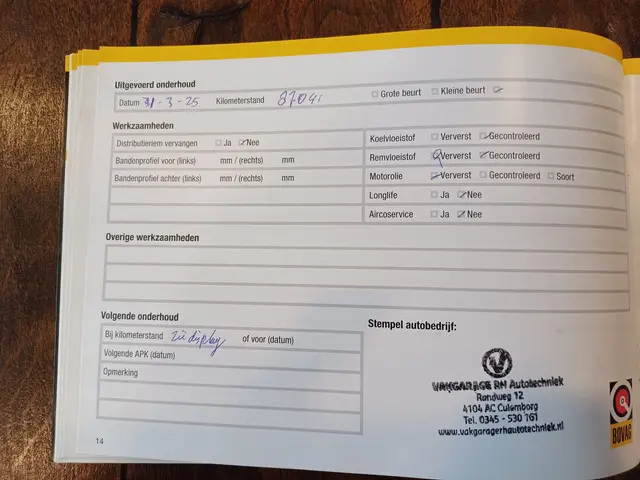 Uitgevoerd onderhoud
Datum 31-3-25 Kilometerstand 87041 Grote beurt Kleine beurt
Werkzaamheden
Distributieriem vervangen Ja Nee
Bandenprofiel voor (links) mm / (rechts) mm
Bandenprofiel achter (links) mm / (rechts) mm
Koelvloeistof Ververst Gecontroleerd
Remvloeistof Ververst Gecontroleerd
Motorolie Ververst Gecontroleerd Soort
Longlife Ja Nee
Aircoservice Ja Nee
Overige werkzaamheden
Volgende onderhoud
Bij kilometerstand zie display of voor (datum)
Volgende APK (datum)
Opmerking
Stempel autobedrijf:
VAKGARAGE RH Autotechniek
Randweg 12
4104 AC Culemborg
Tel. 0345 - 530 761
www.vakgaragerhautotechniek.nl
BOVAG
14